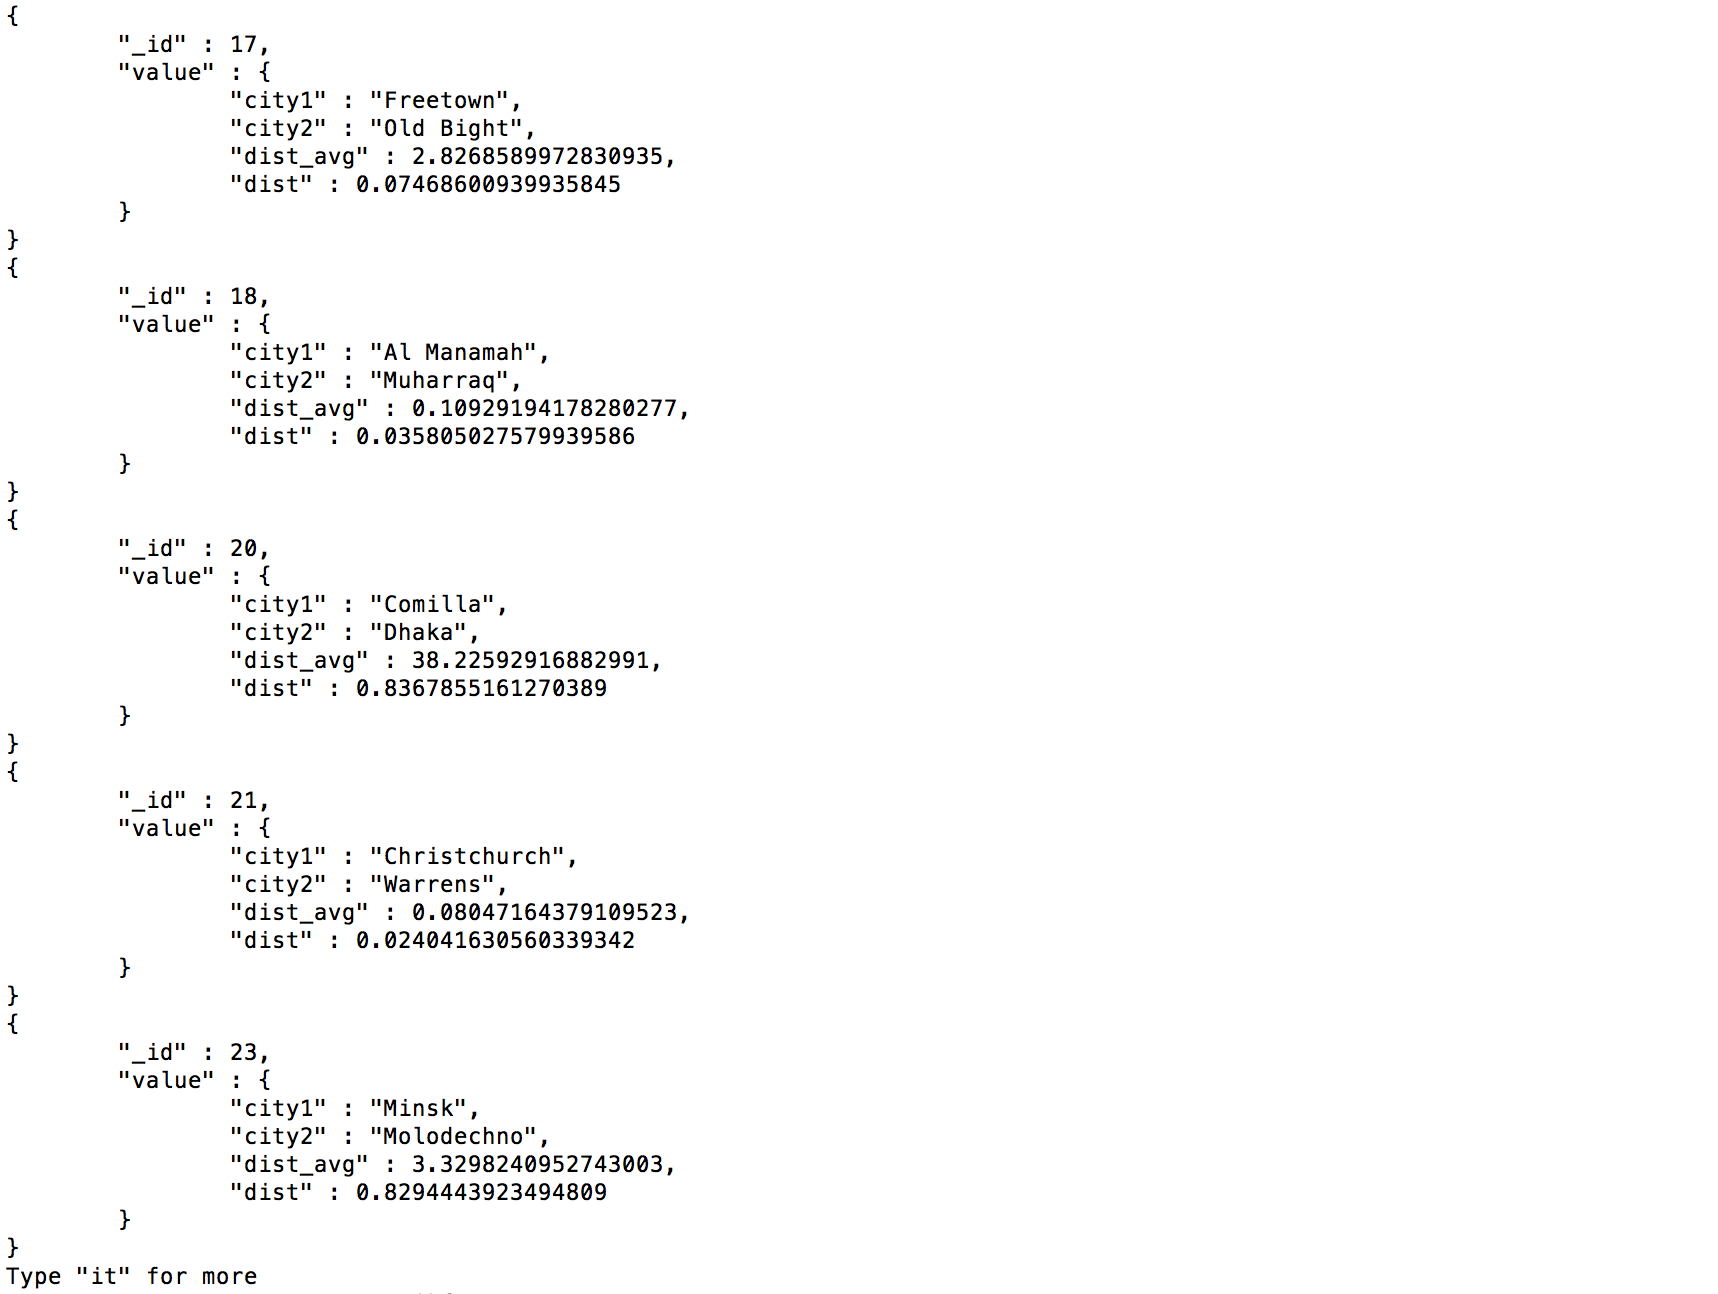 {
"_id" : 17,
"value" : {
"city1" : "Freetown",
"city2" : "Old Bight",
"dist_avg" : 2.8268589972830935,
"dist" : 0.07468600939935845
}
}
{
"_id" : 18,
"value" : {
"city1" : "Al Manamah",
"city2" : "Muharraq",
"dist_avg" : 0.10929194178280277,
"dist" : 0.035805027579939586
}
}
{
"_id" : 20,
"value" : {
"city1" : "Comilla",
"city2" : "Dhaka",
"dist_avg" : 38.22592916882991,
"dist" : 0.8367855161270389
}
}
{
"_id" : 21,
"value" : {
"city1" : "Christchurch",
"city2" : "Warrens",
"dist_avg" : 0.08047164379109523,
"dist" : 0.024041630560339342
}
}
{
"_id" : 23,
"value" : {
"city1" : "Minsk",
"city2" : "Molodechno",
"dist_avg" : 3.3298240952743003,
"dist" : 0.8294443923494809
}
}
Type "it" for more